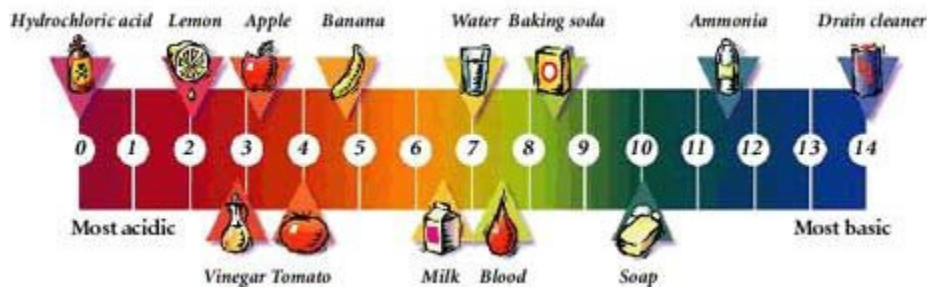 Hydrochloric acid Lemon Apple Banana Water Baking soda Ammonia Drain cleaner
0 1 2 3 4 5 6 7 8 9 10 11 12 13 14
Most acidic Most basic
Vinegar Tomato Milk Blood Soap